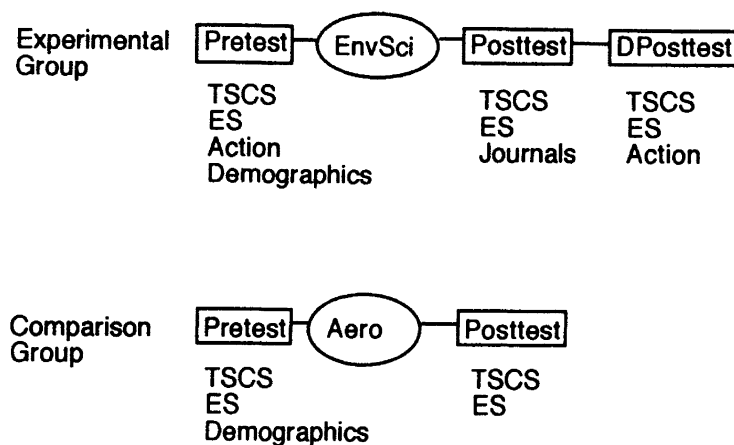 Experimental
Group
Pretest
EnvSci
Posttest
DPosttest
TSCS
ES
Action
Demographics
TSCS
ES
Journals
TSCS
ES
Action
Comparison
Group
Pretest
Aero
Posttest
TSCS
ES
Demographics
TSCS
ES